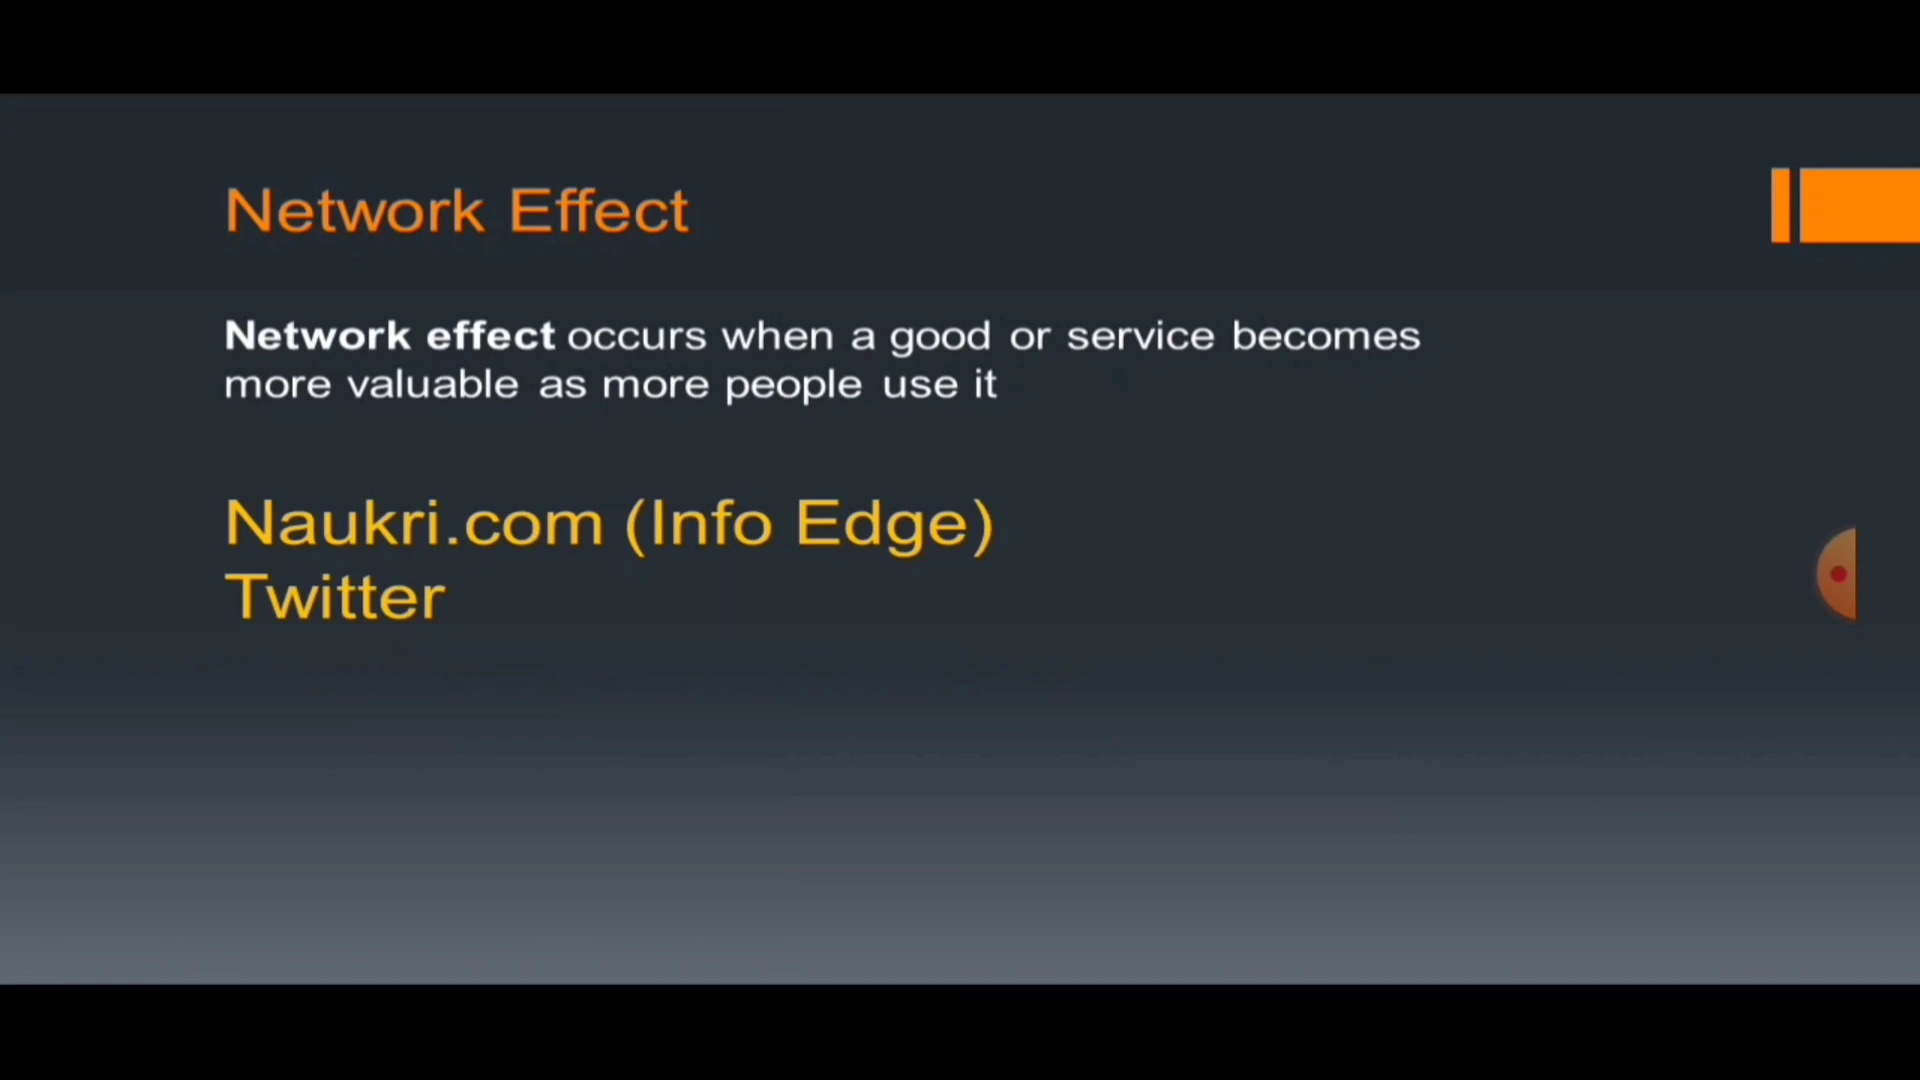 Network Effect
Network effect occurs when a good or service becomes
more valuable as more people use it
Naukri.com (Info Edge)
Twitter